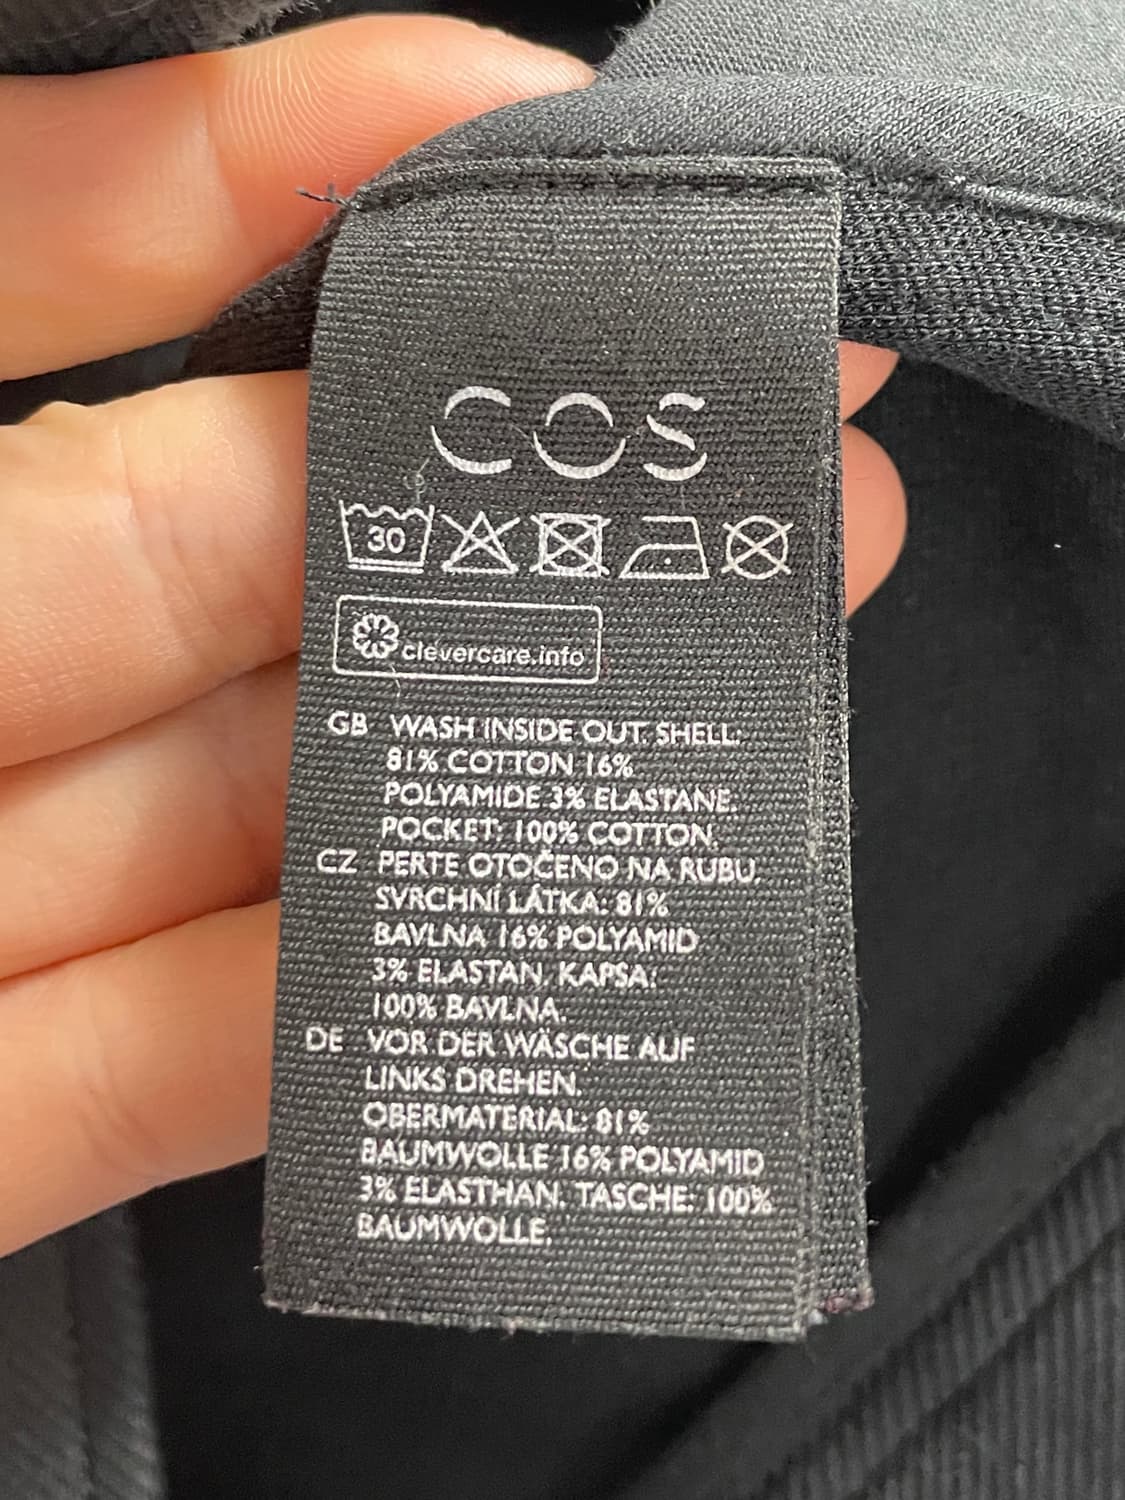 COS
30
clevercare.info
GB WASH INSIDE OUT. SHELL:
81% COTTON 16%
POLYAMIDE 3% ELASTANE.
POCKET: 100% COTTON.
CZ PERTE OTOČENO NA RUBU.
SVRCHNÍ LÁTKA: 81%
BAVLNA 16% POLYAMID
3% ELASTAN. KAPSA:
100% BAVLNA.
DE VOR DER WÄSCHE AUF
LINKS DREHEN.
OBERMATERIAL: 81%
BAUMWOLLE 16% POLYAMID
3% ELASTHAN. TASCHE: 100%
BAUMWOLLE.